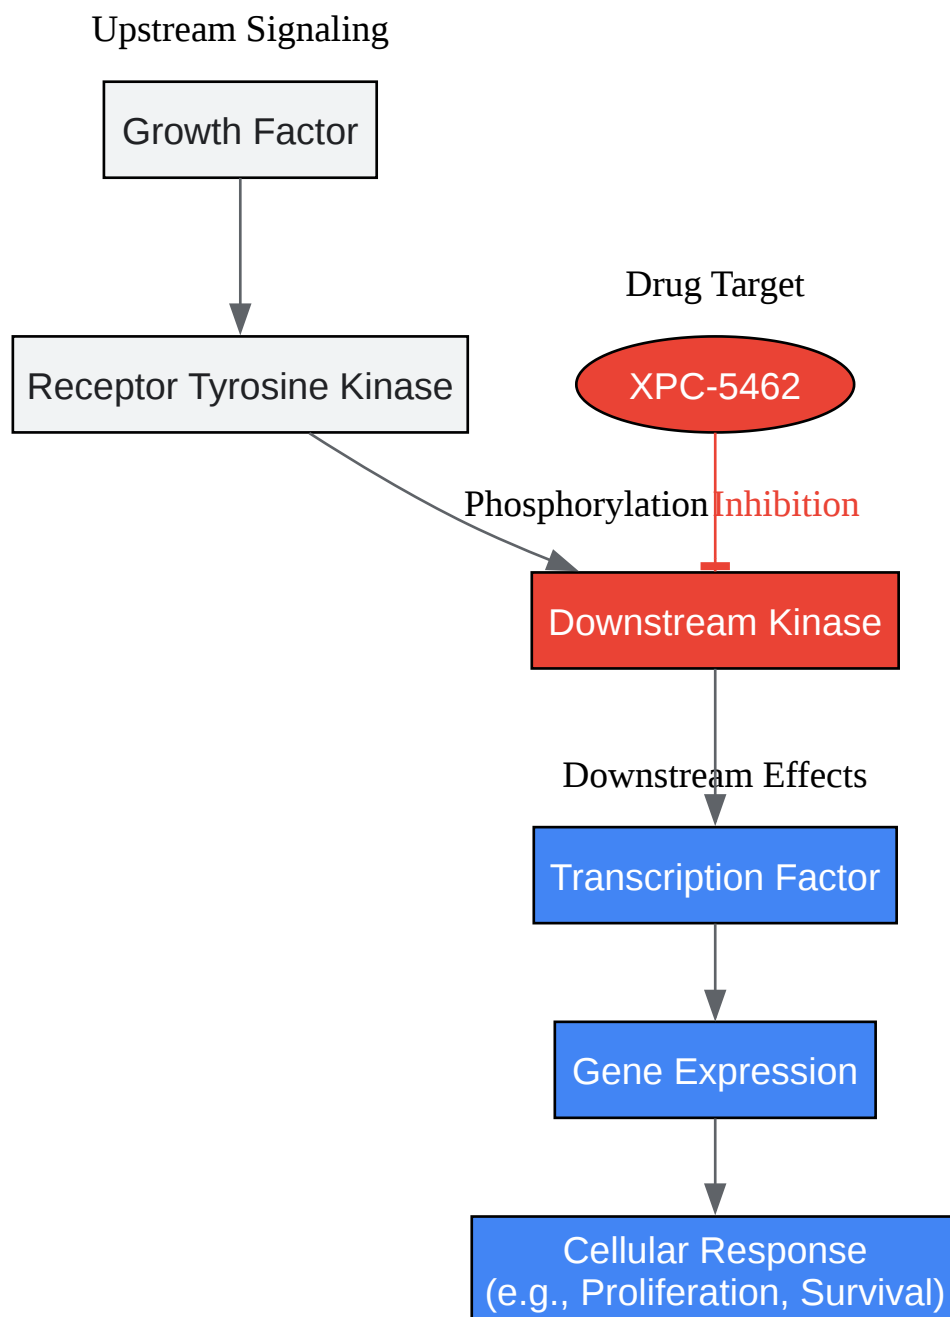 Upstream Signaling
Growth Factor
Drug Target
Receptor Tyrosine Kinase
XPC-5462
Phosphorylation
Inhibition
Downstream Kinase
Downstream Effects
Transcription Factor
Gene Expression
Cellular Response
(e.g., Proliferation, Survival)